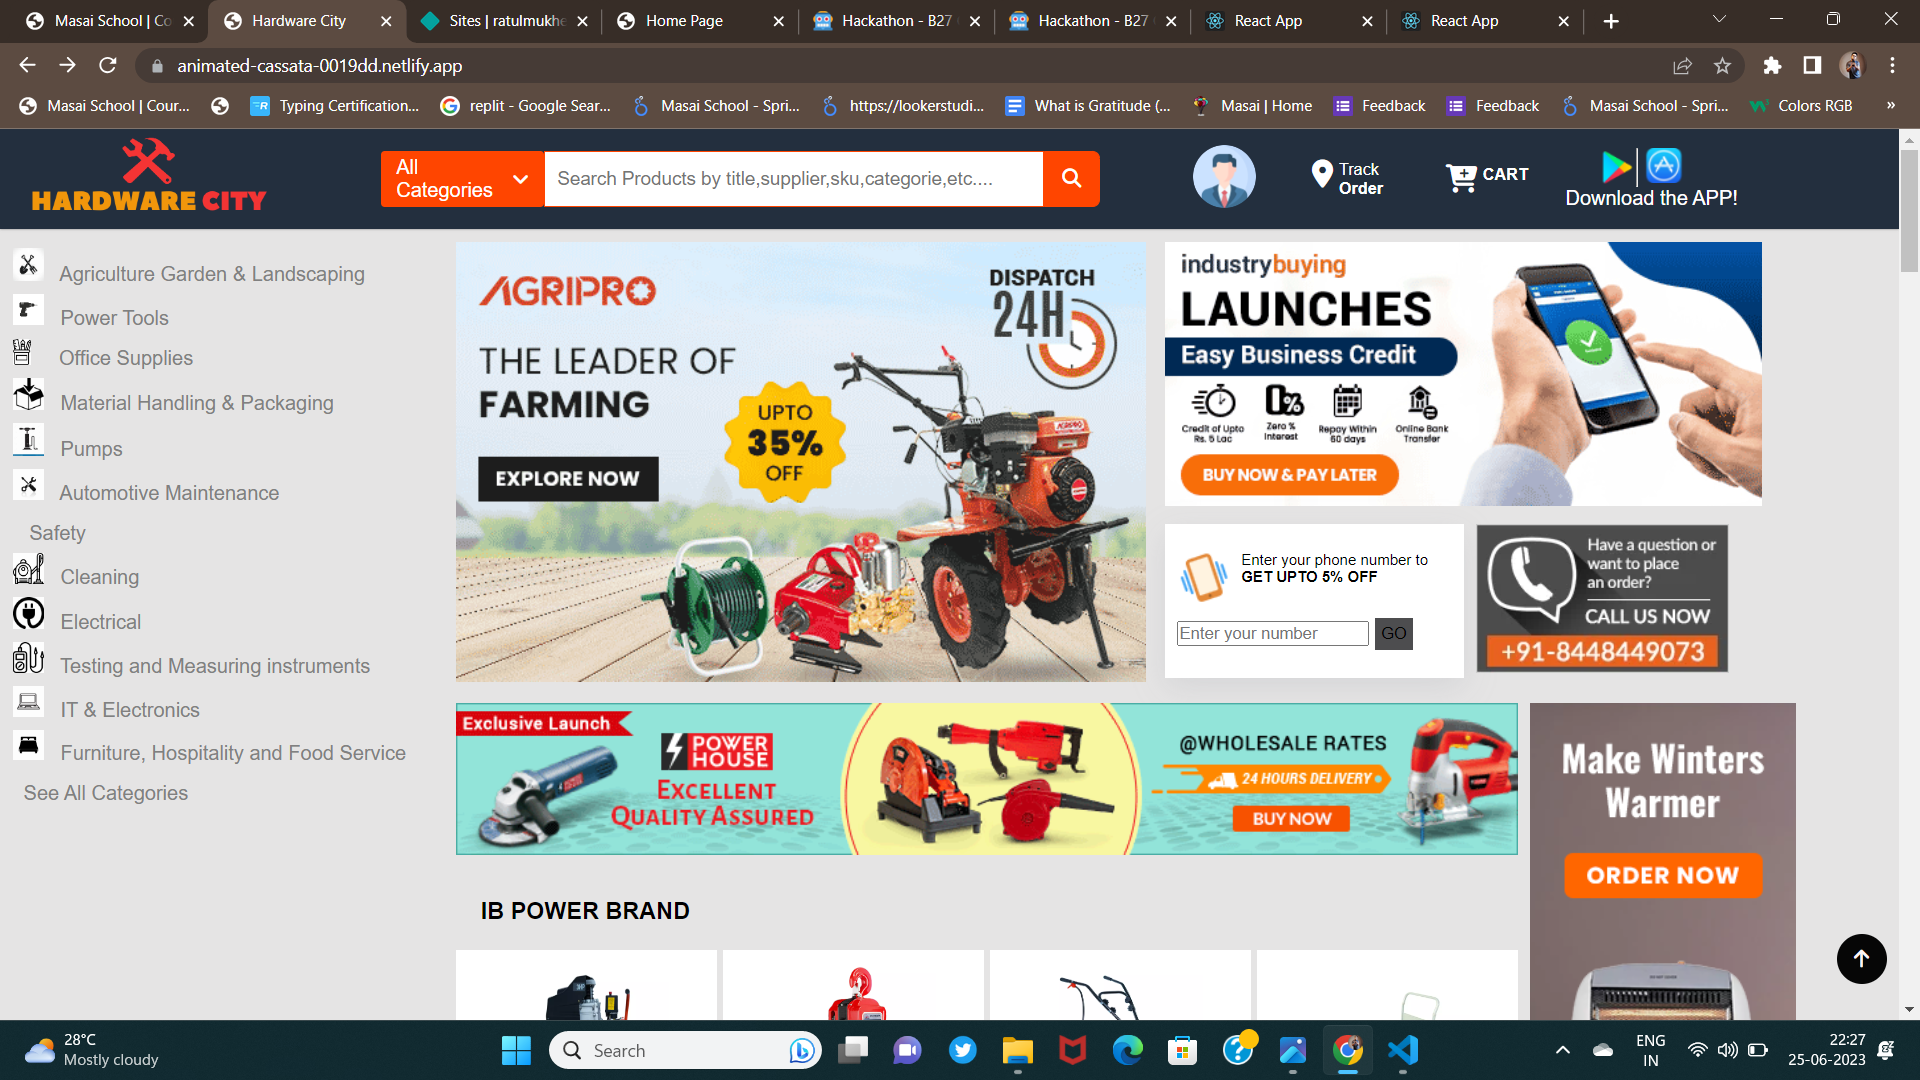 Masai School | Co
Hardware City
Sites | ratulmukhe
Home Page
Hackathon - B27
Hackathon - B27
React App
React App
animated-cassata-0019dd.netlify.app
Masai School | Cour...
Typing Certification...
replit - Google Sear...
Masai School - Spri...
https://lookerstudi...
What is Gratitude (...
Masai | Home
Feedback
Feedback
Masai School - Spri...
Colors RGB
»
HARDWARE CITY
All
Categories
Search Products by title,supplier,sku,categorie,etc....
Track
Order
CART
Download the APP!
Agriculture Garden & Landscaping
Power Tools
Office Supplies
Material Handling & Packaging
Pumps
Automotive Maintenance
Safety
Cleaning
Electrical
Testing and Measuring instruments
IT & Electronics
Furniture, Hospitality and Food Service
See All Categories
AGRIPRO
DISPATCH
24H
THE LEADER OF
FARMING
UPTO
35%
OFF
EXPLORE NOW
industrybuying
LAUNCHES
Easy Business Credit
Credit of Upto
Rs. 5 Lac
Zero %
Interest
Repay Within
60 days
Online Bank
Transfer
BUY NOW & PAY LATER
Enter your phone number to
GET UPTO 5% OFF
Enter your number
GO
Have a question or
want to place
an order?
CALL US NOW
+91-8448449073
Exclusive Launch
POWER
HOUSE
EXCELLENT
QUALITY ASSURED
@WHOLESALE RATES
24 HOURS DELIVERY
BUY NOW
Make Winters
Warmer
ORDER NOW
IB POWER BRAND
28°C
Mostly cloudy
Search
ENG
IN
22:27
25-06-2023